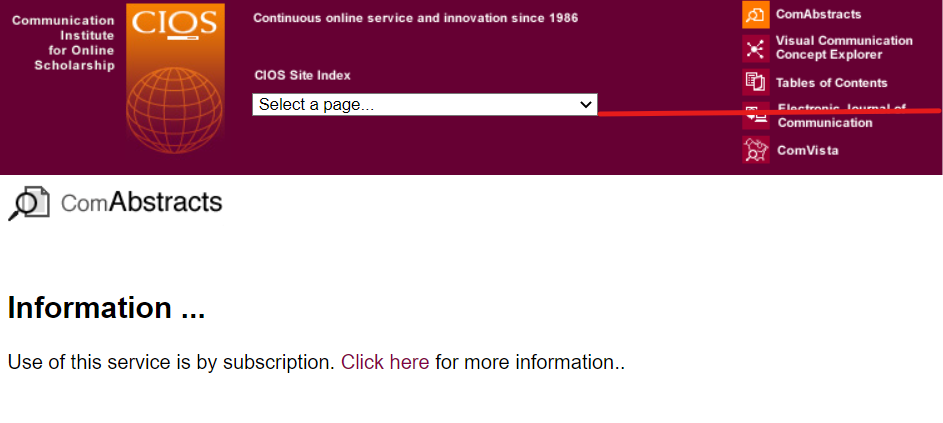 Communication
Institute
for Online
Scholarship
CIOS
Continuous online service and innovation since 1986
CIOS Site Index
Select a page...
ComAbstracts
Visual Communication
Concept Explorer
Tables of Contents
Electronic Journal of
Communication
ComVista
ComAbstracts
Information ...
Use of this service is by subscription. Click here for more information..